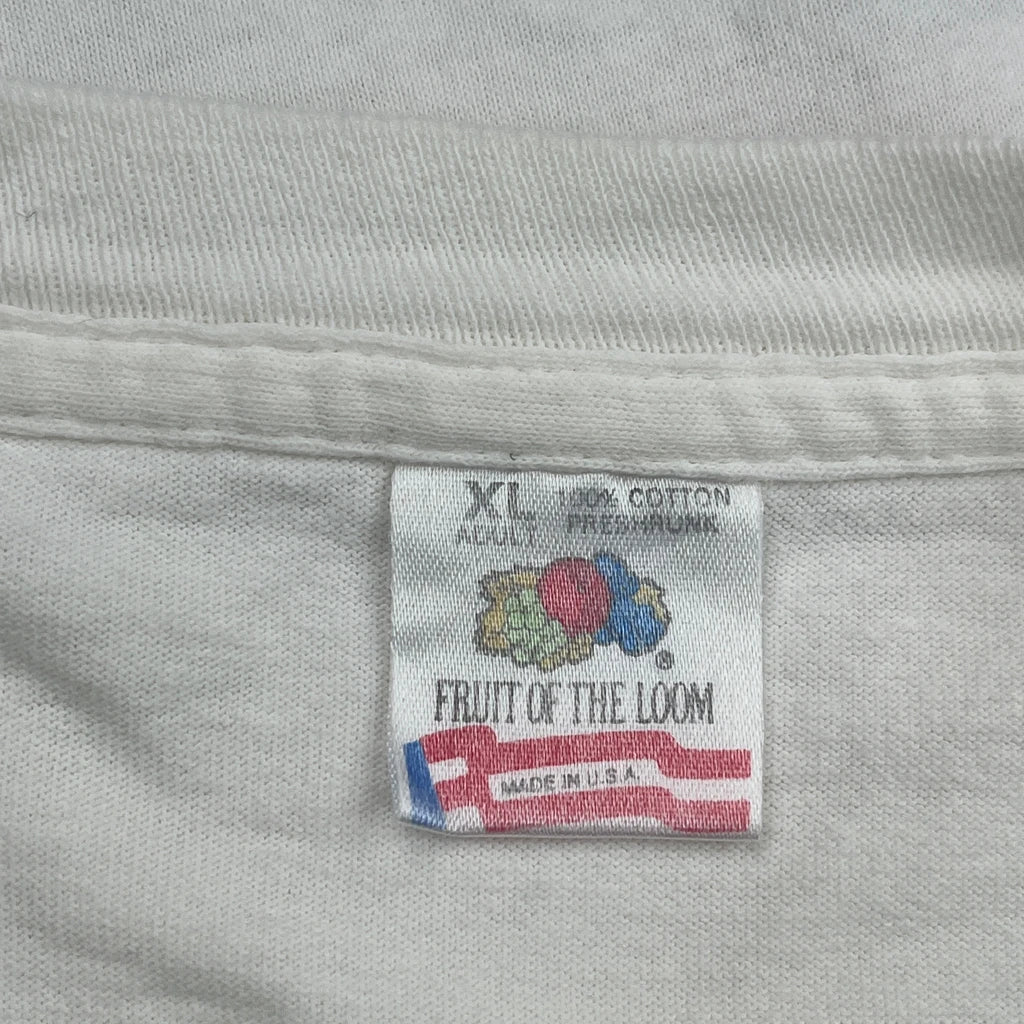 XL 100% COTTON
ADULT PRESHRUNK
®
FRUIT OF THE LOOM
MADE IN U.S.A.